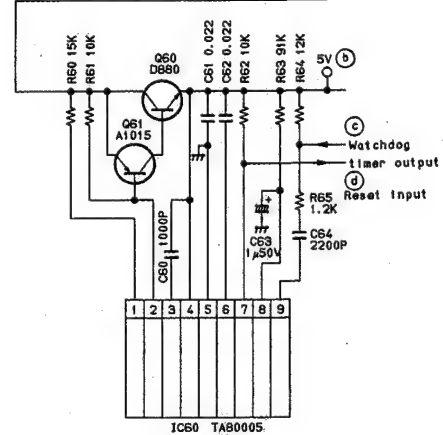 R60 15K
R61 10K
Q60
D880
C61 0.022
C62 0.022
R62 10K
R63 91K
R64 12K
5V
b
Q61
A1015
c
Watchdog
timer output
d
Reset input
R65
1.2K
C64
2200P
C60 1000P
C63
1μ50V
+
1 2 3 4 5 6 7 8 9
IC60 TA80005